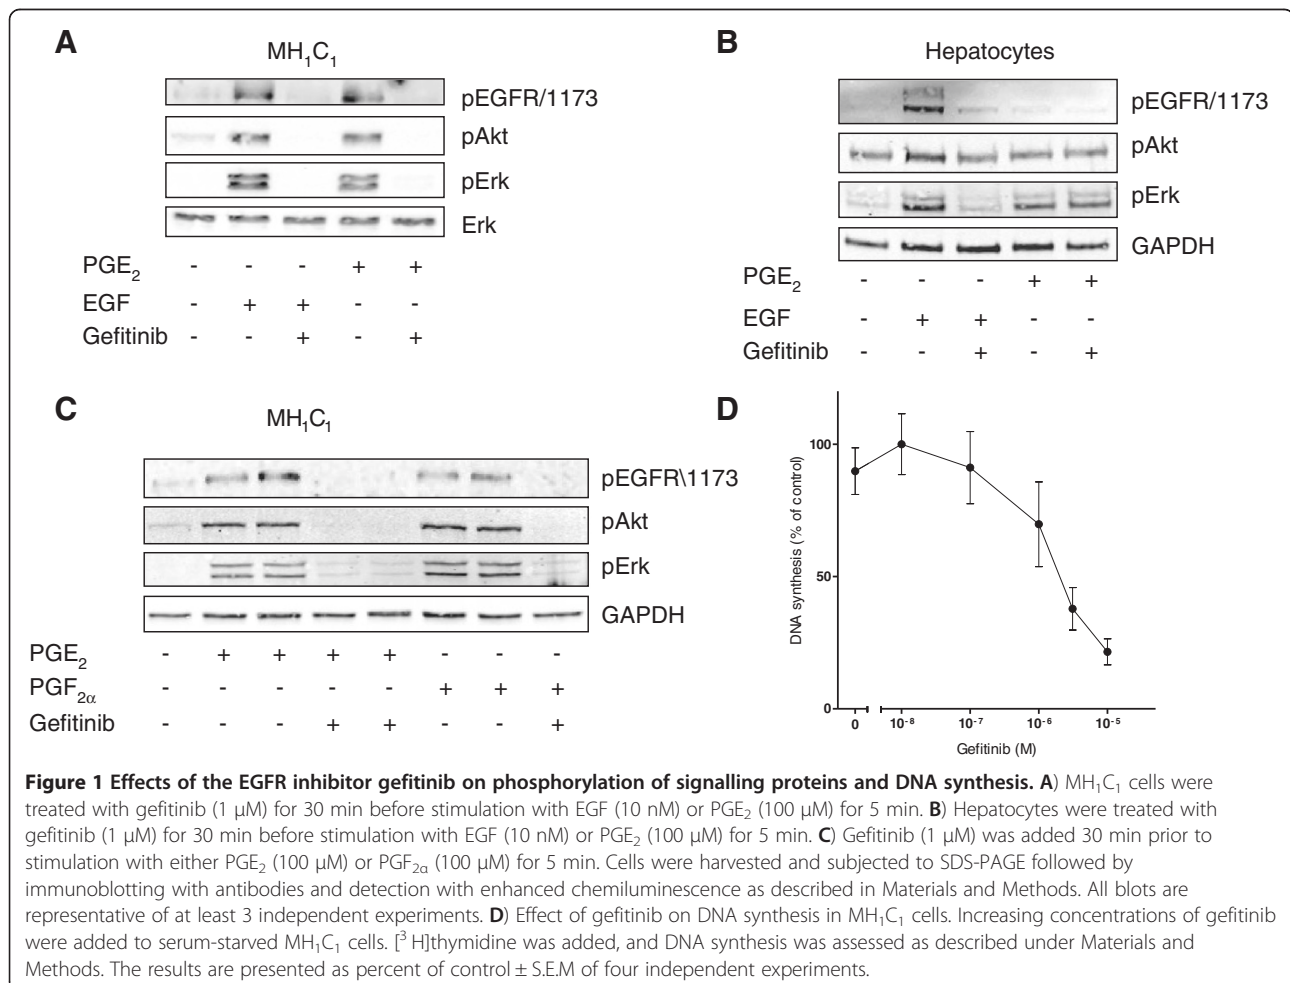 A
MH₁C₁
pEGFR/1173
pAkt
pErk
Erk
PGE₂ - - - + +
EGF - + + - -
Gefitinib - - + - +
B
Hepatocytes
pEGFR/1173
pAkt
pErk
GAPDH
PGE₂ - - - + +
EGF - + + - -
Gefitinib - - + - +
C
MH₁C₁
pEGFR\1173
pAkt
pErk
GAPDH
PGE₂ - + + + + - - -
PGF₂α - - - - - + + +
Gefitinib - - - + + - - +
D
DNA synthesis (% of control)
100
50
0
0 10⁻⁸ 10⁻⁷ 10⁻⁶ 10⁻⁵
Gefitinib (M)
Figure 1 Effects of the EGFR inhibitor gefitinib on phosphorylation of signalling proteins and DNA synthesis. A) MH₁C₁ cells were
treated with gefitinib (1 μM) for 30 min before stimulation with EGF (10 nM) or PGE₂ (100 μM) for 5 min. B) Hepatocytes were treated with
gefitinib (1 μM) for 30 min before stimulation with EGF (10 nM) or PGE₂ (100 μM) for 5 min. C) Gefitinib (1 μM) was added 30 min prior to
stimulation with either PGE₂ (100 μM) or PGF₂α (100 μM) for 5 min. Cells were harvested and subjected to SDS-PAGE followed by
immunoblotting with antibodies and detection with enhanced chemiluminescence as described in Materials and Methods. All blots are
representative of at least 3 independent experiments. D) Effect of gefitinib on DNA synthesis in MH₁C₁ cells. Increasing concentrations of gefitinib
were added to serum-starved MH₁C₁ cells. [³ H]thymidine was added, and DNA synthesis was assessed as described under Materials and
Methods. The results are presented as percent of control ± S.E.M of four independent experiments.